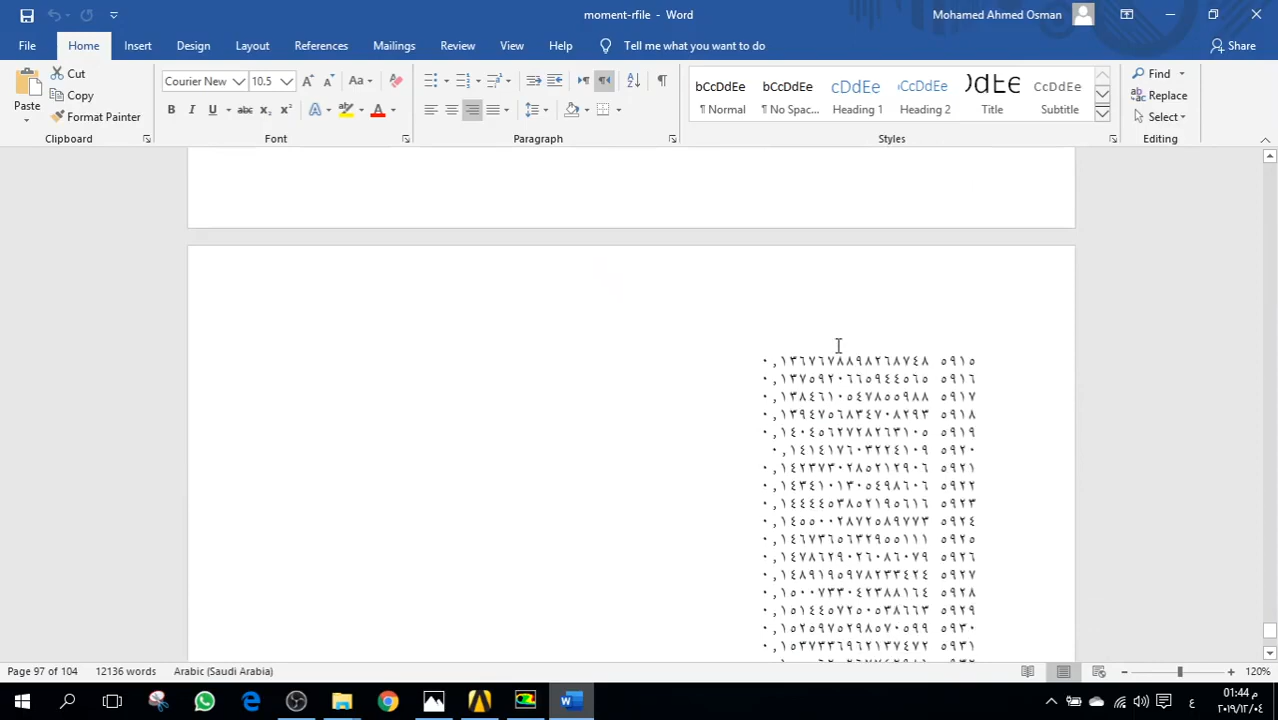 moment-rfile - Word
Mohamed Ahmed Osman
File Home Insert Design Layout References Mailings Review View Help Tell me what you want to do Share
Paste
Cut
Copy
Format Painter
Clipboard
Courier New 10.5
Font
Paragraph
bCcDdEe ¶ Normal
bCcDdEe ¶ No Spac...
cDdEe Heading 1
cCcDdEe Heading 2
Title
CcDdEe Subtitle
Styles
Find
Replace
Select
Editing
٥٩١٥ ٠,١٣٦٧٦٧٨٨٩٨٢٦٨٧٤٨
٥٩١٦ ٠,١٣٧٥٩٢٠٦٦٥٩٤٤٥٦٥
٥٩١٧ ٠,١٣٨٤٦١٠٥٤٧٨٥٥٩٨٨
٥٩١٨ ٠,١٣٩٤٧٥٦٨٣٤٧٠٨٢٩٣
٥٩١٩ ٠,١٤٠٤٥٦٢٧٢٨٢٦٣١٠٥
٥٩٢٠ ٠,١٤١٤١٧٦٠٣٢٢٤١٠٩
٥٩٢١ ٠,١٤٢٣٧٣٠٢٨٥٢١٢٩٠٦
٥٩٢٢ ٠,١٤٣٤١٠١٣٠٥٤٩٨٦٠٦
٥٩٢٣ ٠,١٤٤٤٤٥٣٨٥٢١٩٥٦١٦
٥٩٢٤ ٠,١٤٥٥٠٠٢٨٧٢٥٨٩٧٧٣
٥٩٢٥ ٠,١٤٦٧٣٦٥٦٣٢٩٥٥١١١
٥٩٢٦ ٠,١٤٧٨٦٢٩٠٢٦٠٨٦٠٧٩
٥٩٢٧ ٠,١٤٨٩١٩٥٩٧٨٢٣٣٤٢٤
٥٩٢٨ ٠,١٥٠٠٧٣٣٠٤٢٣٨٨١٦٤
٥٩٢٩ ٠,١٥١٤٤٥٧٢٥٠٥٣٨٦٦٣
٥٩٣٠ ٠,١٥٢٥٩٧٥٢٩٨٥٧٠٥٩٩
٥٩٣١ ٠,١٥٣٧٣٣٦٩٦٢١٣٧٤٧٢
Page 97 of 104 12136 words Arabic (Saudi Arabia) 120%
ع
01:44 م
٢٠١٩/١٢/٠٤